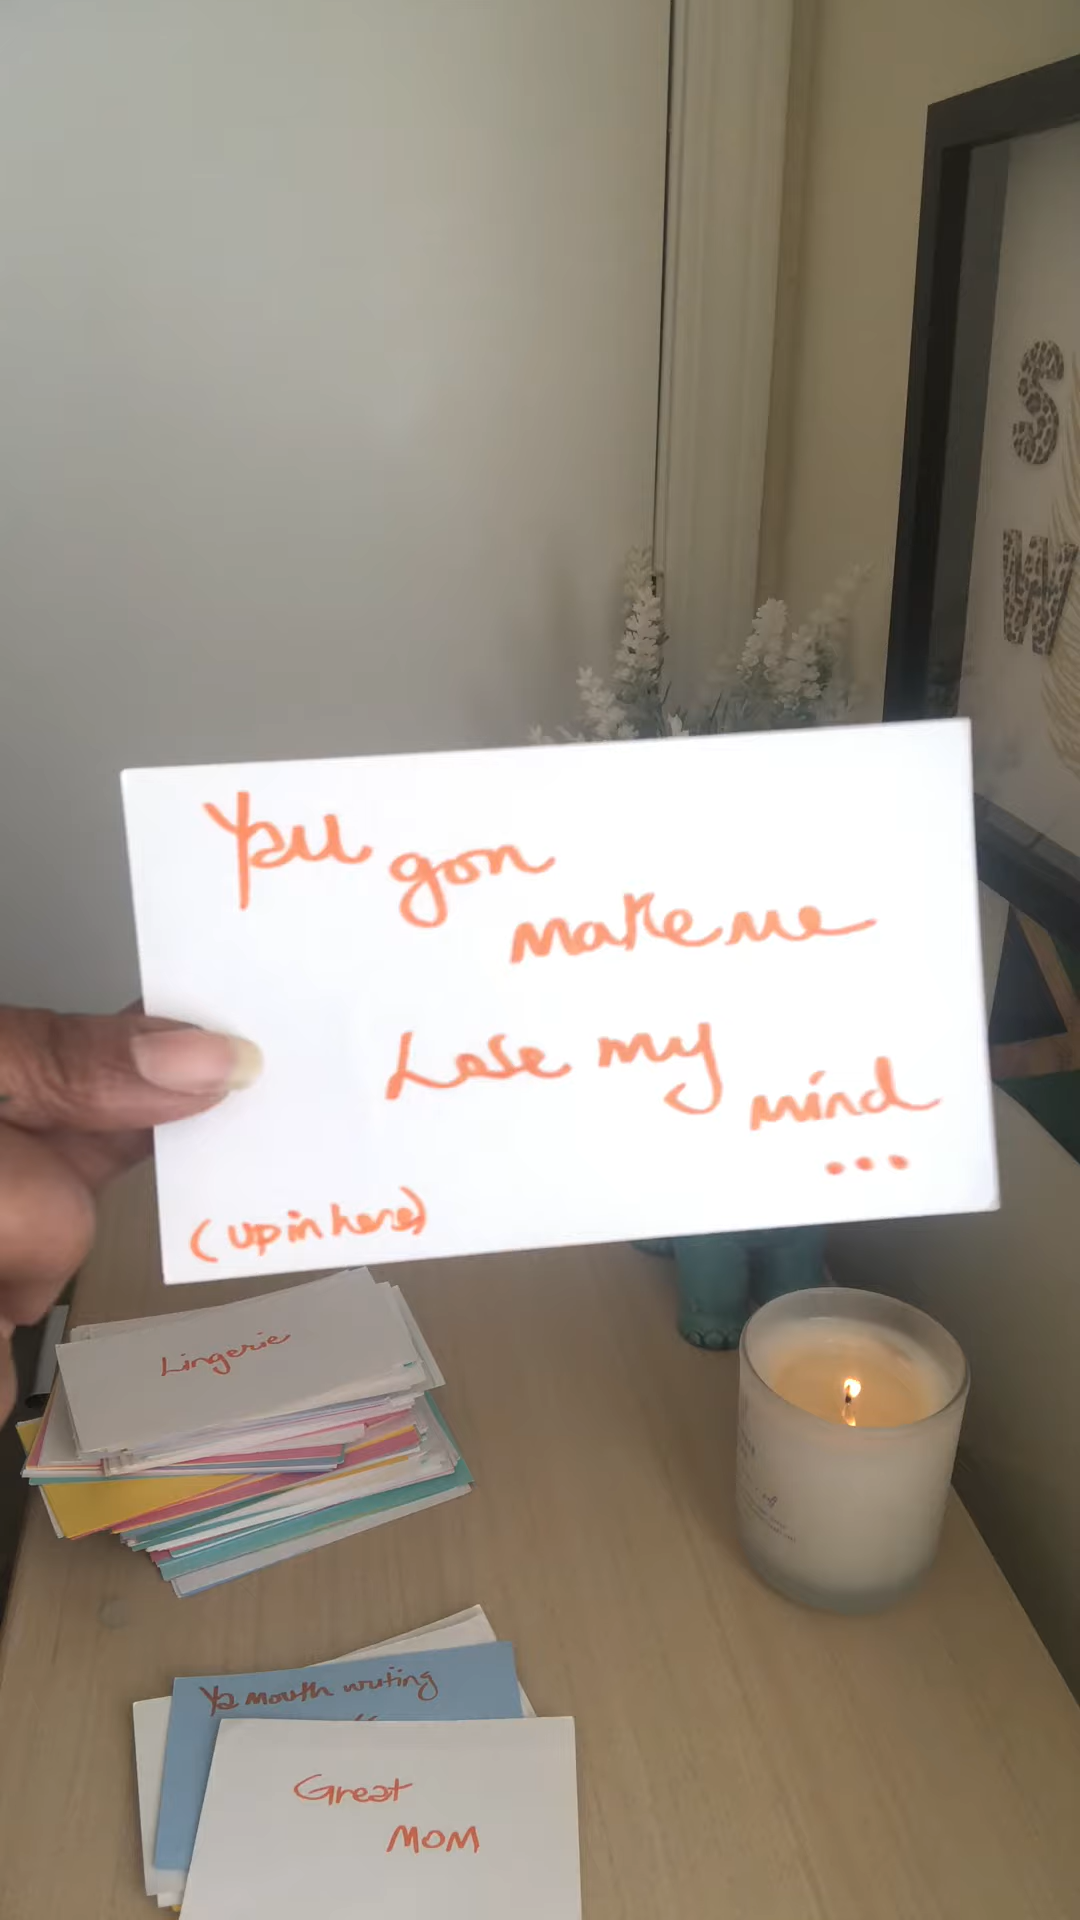 You gon
make me
Lose my
mind
...
(up in here)
Lingerie
Ya mouth writing
Great
MOM
S
W